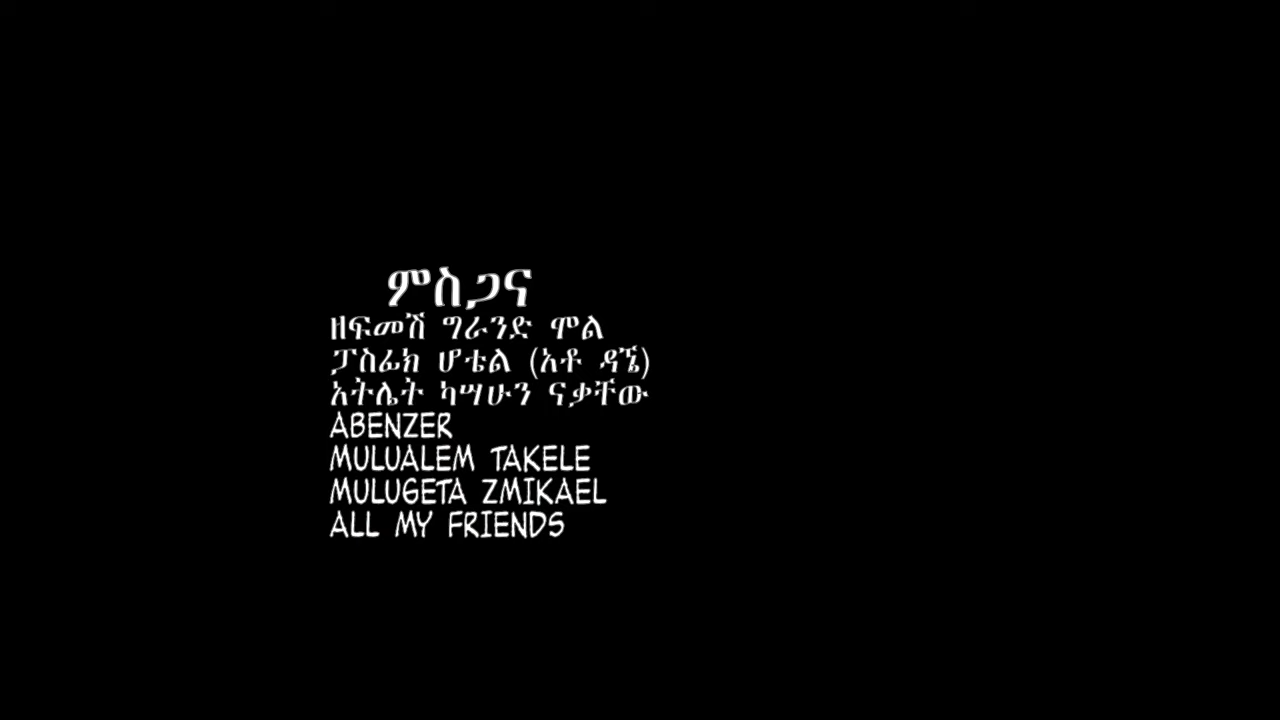 ምስጋና
ዘፍመሽ ግራንድ ሞል
ፓስፊክ ሆቴል (አቶ ዳኜ)
አትሌት ካሣሁን ናቃቸው
ABENZER
MULUALEM TAKELE
MULUGETA ZMIKAEL
ALL MY FRIENDS